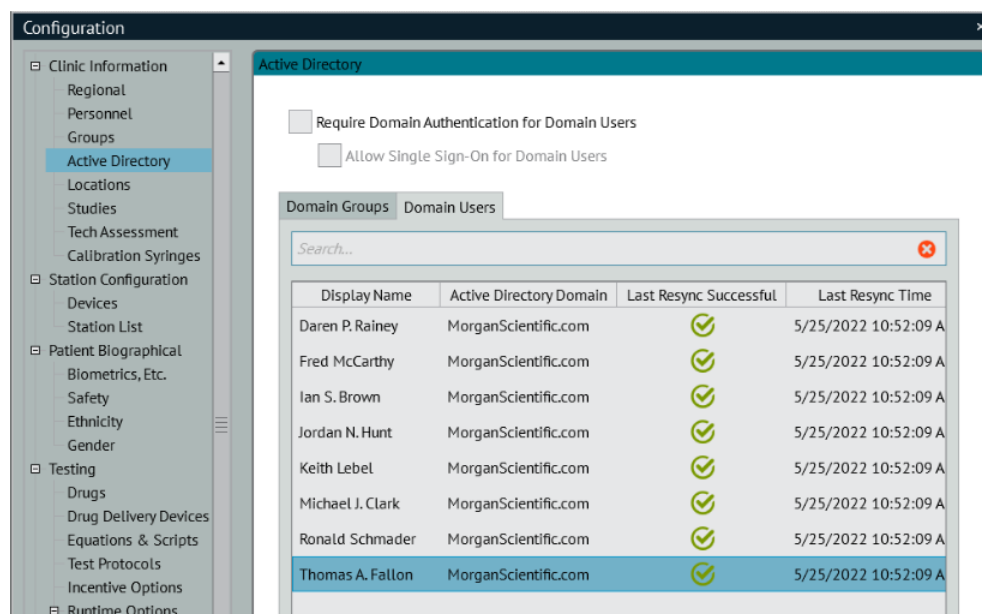 Configuration
Clinic Information
Regional
Personnel
Groups
Active Directory
Locations
Studies
Tech Assessment
Calibration Syringes
Station Configuration
Devices
Station List
Patient Biographical
Biometrics, Etc.
Safety
Ethnicity
Gender
Testing
Drugs
Drug Delivery Devices
Equations & Scripts
Test Protocols
Incentive Options
Runtime Options
Active Directory
Require Domain Authentication for Domain Users
Allow Single Sign-On for Domain Users
Domain Groups Domain Users
Search...
Display Name Active Directory Domain Last Resync Successful Last Resync Time
Daren P. Rainey MorganScientific.com 5/25/2022 10:52:09 A
Fred McCarthy MorganScientific.com 5/25/2022 10:52:09 A
Ian S. Brown MorganScientific.com 5/25/2022 10:52:09 A
Jordan N. Hunt MorganScientific.com 5/25/2022 10:52:09 A
Keith Lebel MorganScientific.com 5/25/2022 10:52:09 A
Michael J. Clark MorganScientific.com 5/25/2022 10:52:09 A
Ronald Schmader MorganScientific.com 5/25/2022 10:52:09 A
Thomas A. Fallon MorganScientific.com 5/25/2022 10:52:09 A